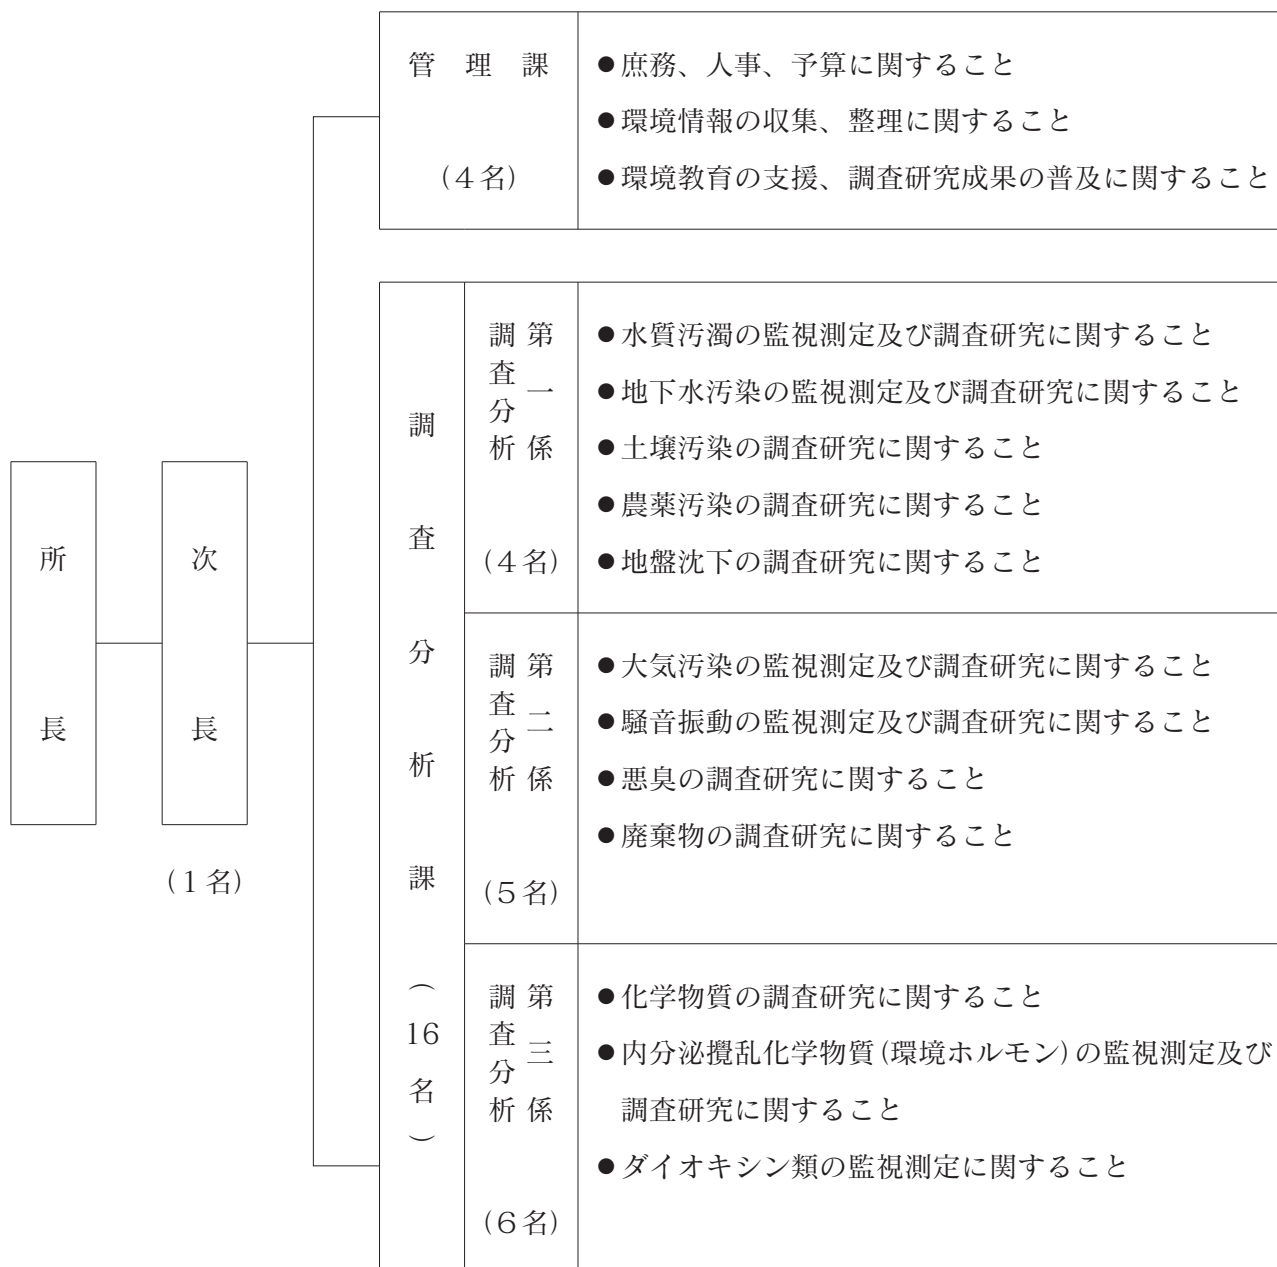 所長
次長
(1名)
管理課
(4名)
●庶務、人事、予算に関すること
●環境情報の収集、整理に関すること
●環境教育の支援、調査研究成果の普及に関すること
調査分析課(16名)
調査分析
第一係
(4名)
●水質汚濁の監視測定及び調査研究に関すること
●地下水汚染の監視測定及び調査研究に関すること
●土壌汚染の調査研究に関すること
●農薬汚染の調査研究に関すること
●地盤沈下の調査研究に関すること
調査分析
第二係
(5名)
●大気汚染の監視測定及び調査研究に関すること
●騒音振動の監視測定及び調査研究に関すること
●悪臭の調査研究に関すること
●廃棄物の調査研究に関すること
調査分析
第三係
(6名)
●化学物質の調査研究に関すること
●内分泌攪乱化学物質(環境ホルモン)の監視測定及び
調査研究に関すること
●ダイオキシン類の監視測定に関すること